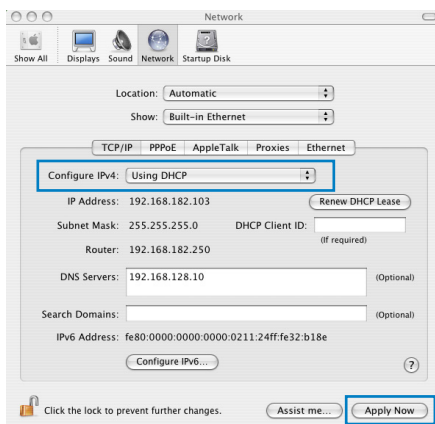 Network
Show All Displays Sound Network Startup Disk
Location: Automatic
Show: Built-in Ethernet
TCP/IP PPPoE AppleTalk Proxies Ethernet
Configure IPv4: Using DHCP
IP Address: 192.168.182.103 Renew DHCP Lease
Subnet Mask: 255.255.255.0 DHCP Client ID:
(If required)
Router: 192.168.182.250
DNS Servers: 192.168.128.10 (Optional)
Search Domains: (Optional)
IPv6 Address: fe80:0000:0000:0000:0211:24ff:fe32:b18e
Configure IPv6... ?
Click the lock to prevent further changes. Assist me... Apply Now